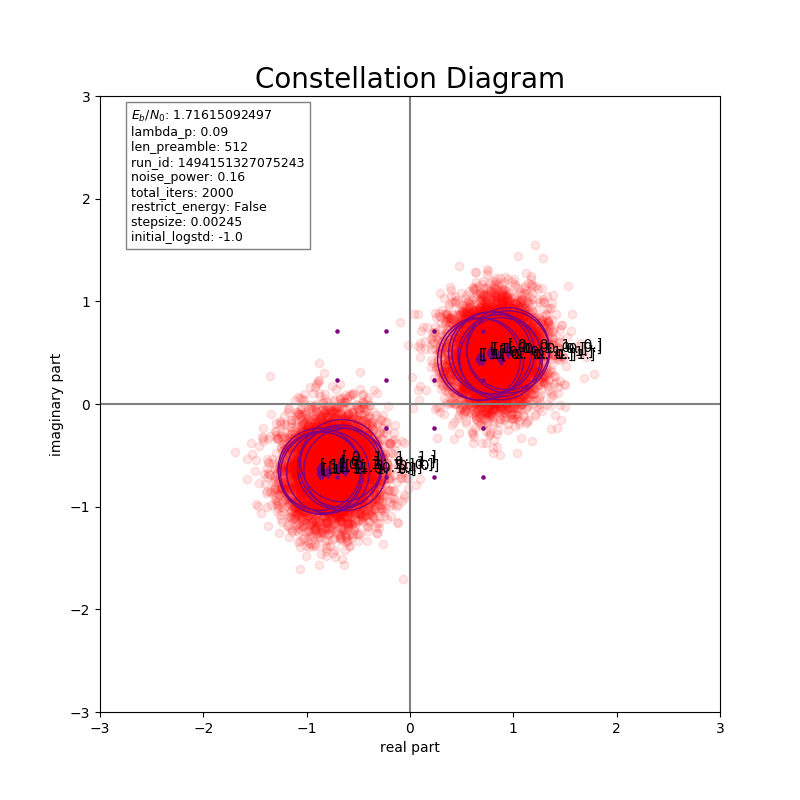 Constellation Diagram
E_b/N_0: 1.71615092497
lambda_p: 0.09
len_preamble: 512
run_id: 1494151327075243
noise_power: 0.16
total_iters: 2000
restrict_energy: False
stepsize: 0.00245
initial_logstd: -1.0
3
2
1
0
−1
−2
−3
imaginary part
−3 −2 −1 0 1 2 3
real part